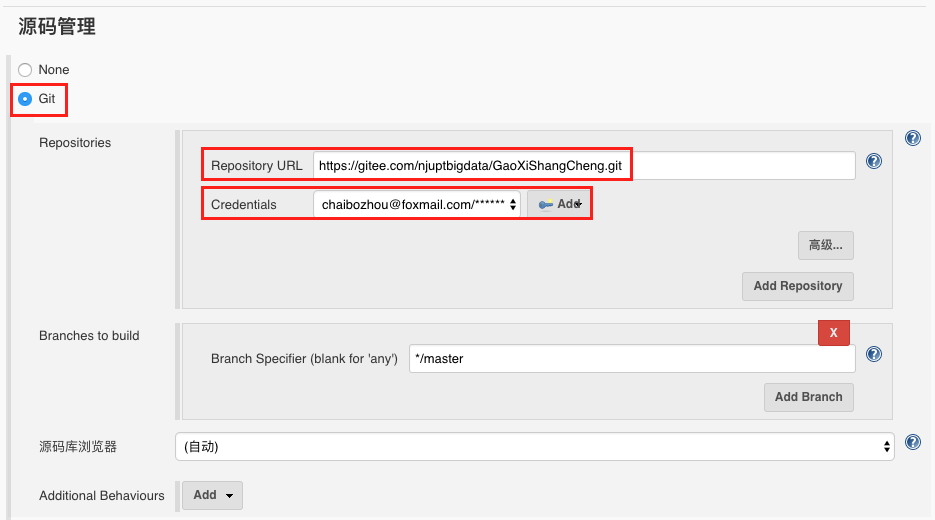 源码管理
None
Git
Repositories
Repository URL https://gitee.com/njuptbigdata/GaoXiShangCheng.git
Credentials chaibozhou@foxmail.com/****** Add
高级...
Add Repository
Branches to build
X
Branch Specifier (blank for 'any') */master
Add Branch
源码库浏览器 (自动)
Additional Behaviours Add